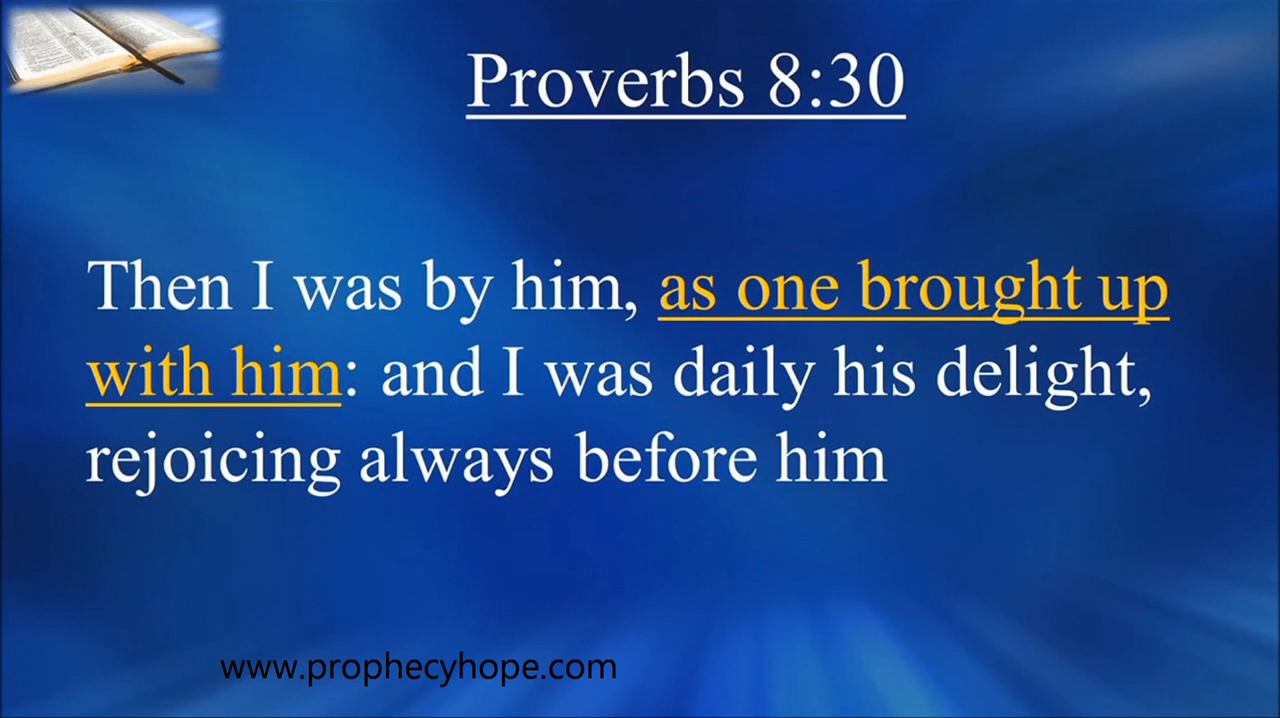 Proverbs 8:30
Then I was by him, as one brought up
with him: and I was daily his delight,
rejoicing always before him
www.prophecyhope.com